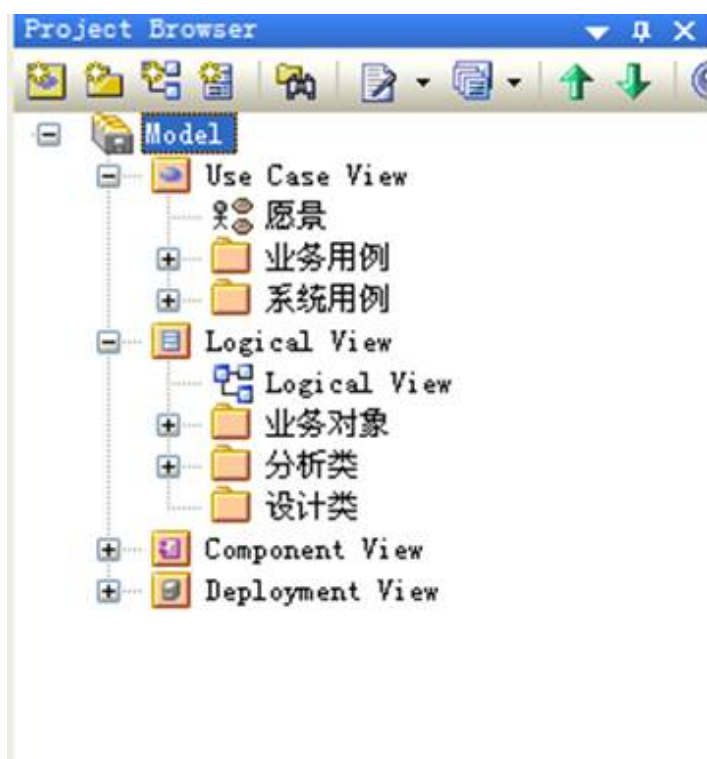 Project Browser
Model
Use Case View
愿景
业务用例
系统用例
Logical View
Logical View
业务对象
分析类
设计类
Component View
Deployment View